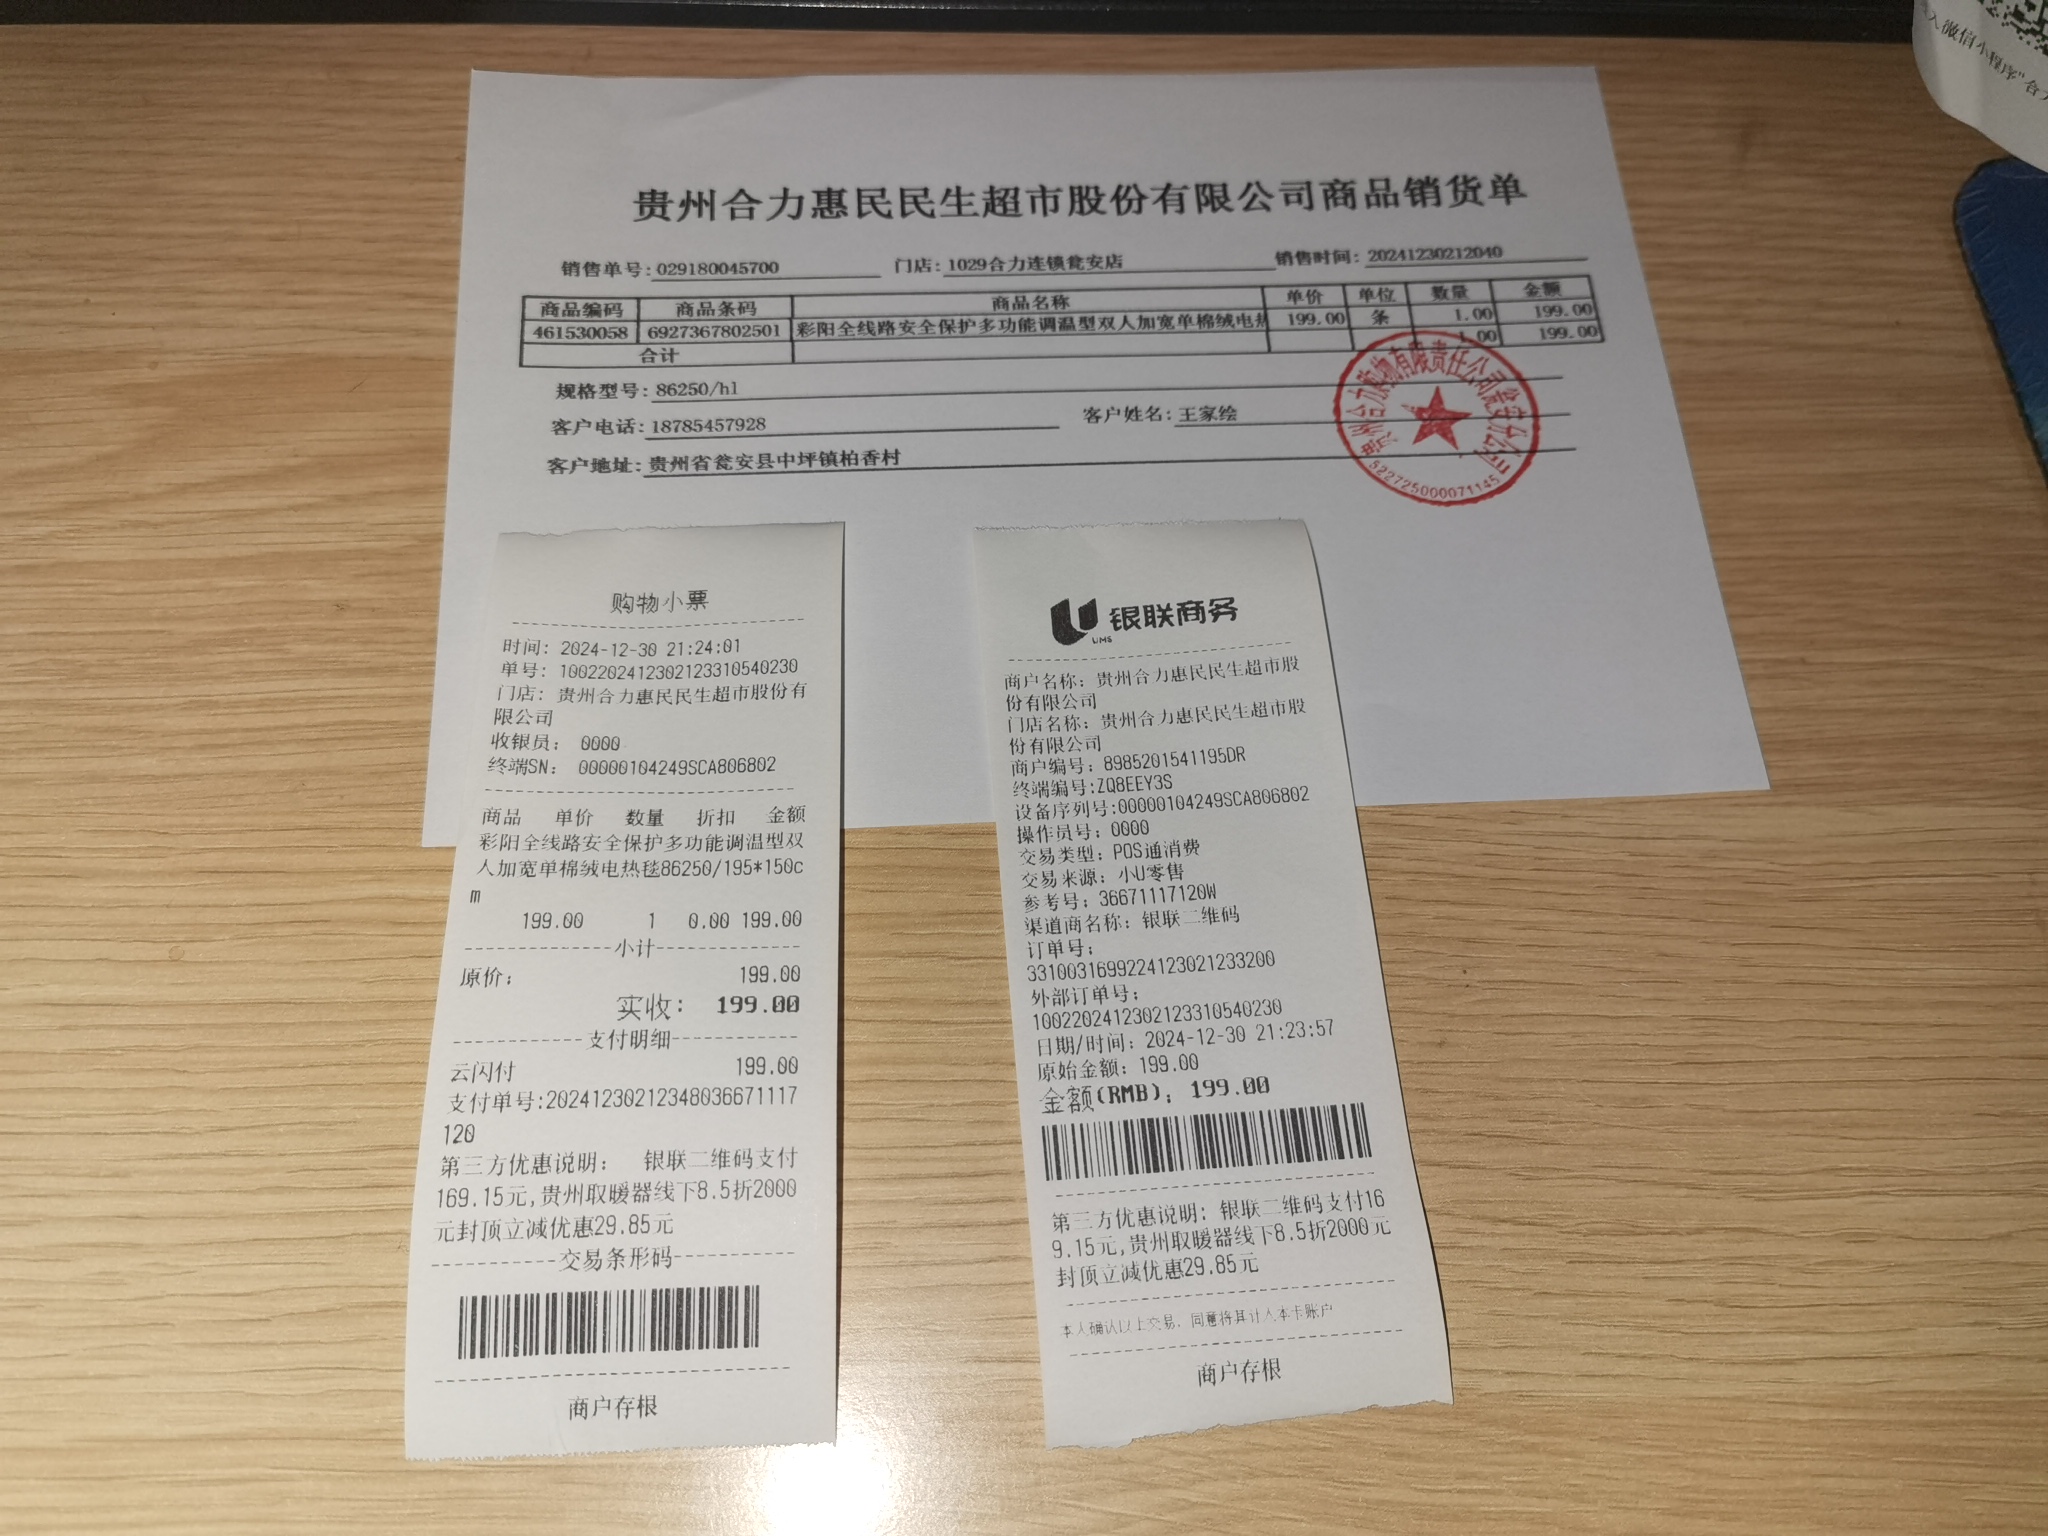 贵州合力惠民民生超市股份有限公司商品销货单
销售单号: 029180045700 门店: 1029合力连锁瓮安店 销售时间: 20241230212040
商品编码 商品条码 商品名称 单价 单位 数量 金额
461530058 6927367802501 彩阳全线路安全保护多功能调温型双人加宽单棉绒电热 199.00 条 1.00 199.00
合计 1.00 199.00
规格型号: 86250/hl
客户电话: 18785457928 客户姓名: 王家绘
客户地址: 贵州省瓮安县中坪镇柏香村
522725000071145
购物小票
时间: 2024-12-30 21:24:01
单号: 10022024123021233105​40230
门店: 贵州合力惠民民生超市股份有
限公司
收银员: 0000
终端SN: 00000104249SCA806802
商品 单价 数量 折扣 金额
彩阳全线路安全保护多功能调温型双
人加宽单棉绒电热毯86250/195*150c
m
199.00 1 0.00 199.00
小计
原价: 199.00
实收: 199.00
支付明细
云闪付 199.00
支付单号:20241230212348036671117
120
第三方优惠说明: 银联二维码支付
169.15元,贵州取暖器线下8.5折2000
元封顶立减优惠29.85元
交易条形码
商户存根
银联商务
UMS
商户名称: 贵州合力惠民民生超市股
份有限公司
门店名称: 贵州合力惠民民生超市股
份有限公司
商户编号: 8985201541195DR
终端编号:ZQ8EEY3S
设备序列号:00000104249SCA806802
操作员号: 0000
交易类型: POS通消费
交易来源: 小U零售
参考号: 36671117120W
渠道商名称: 银联二维码
订单号:
3310031699224123021233200
外部订单号:
1002202412302123310540230
日期/时间: 2024-12-30 21:23:57
原始金额: 199.00
金额(RMB): 199.00
第三方优惠说明: 银联二维码支付16
9.15元,贵州取暖器线下8.5折2000元
封顶立减优惠29.85元
本人确认以上交易, 同意将其计入本卡账户
商户存根